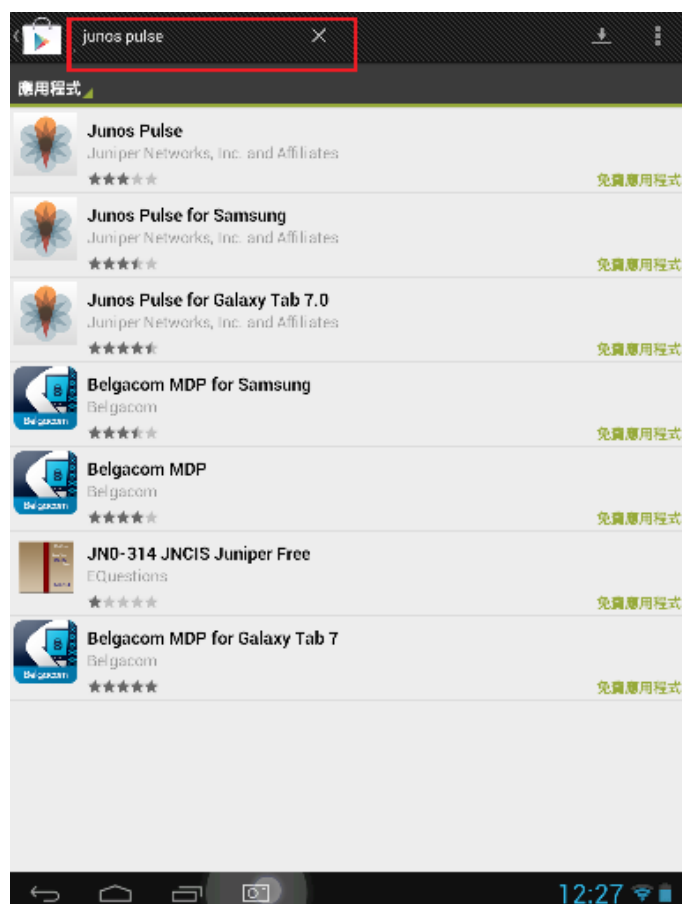 junos pulse
應用程式
Junos Pulse
Juniper Networks, Inc. and Affiliates
免費應用程式
Junos Pulse for Samsung
Juniper Networks, Inc. and Affiliates
免費應用程式
Junos Pulse for Galaxy Tab 7.0
Juniper Networks, Inc. and Affiliates
免費應用程式
Belgacom MDP for Samsung
Belgacom
Belgacom
免費應用程式
Belgacom MDP
Belgacom
Belgacom
免費應用程式
JN0-314 JNCIS Juniper Free
EQuestions
免費應用程式
Belgacom MDP for Galaxy Tab 7
Belgacom
Belgacom
免費應用程式
12:27